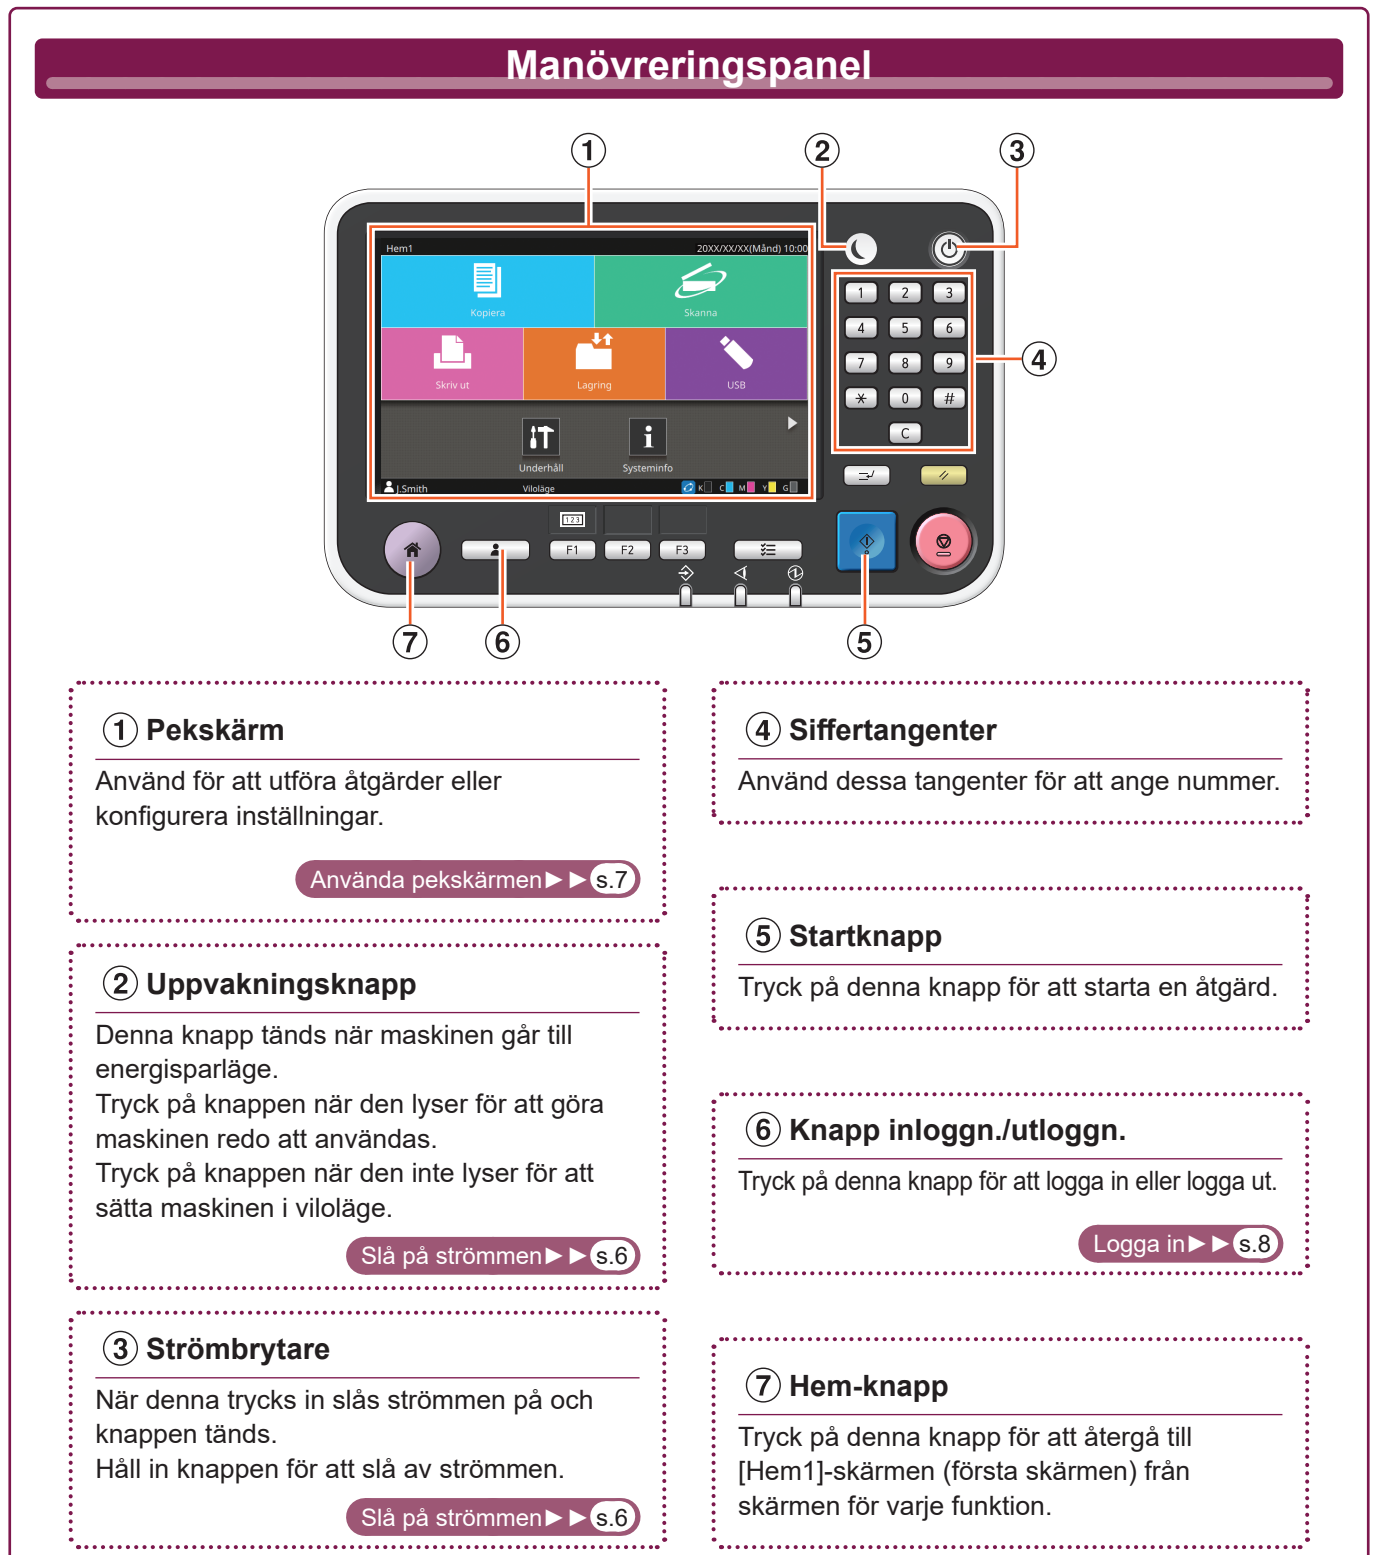 Manövreringspanel
1 2 3
Hem1 20XX/XX/XX(Månd) 10:00
Kopiera Skanna
Skriv ut Lagring USB
Underhåll Systeminfo
J.Smith Viloläge K C M Y G
1 2 3
4 5 6
7 8 9
* 0 #
C
4
123
F1 F2 F3
7 6 5
1 Pekskärm
Använd för att utföra åtgärder eller
konfigurera inställningar.
Använda pekskärmen►►s.7
2 Uppvakningsknapp
Denna knapp tänds när maskinen går till
energisparläge.
Tryck på knappen när den lyser för att göra
maskinen redo att användas.
Tryck på knappen när den inte lyser för att
sätta maskinen i viloläge.
Slå på strömmen►►s.6
3 Strömbrytare
När denna trycks in slås strömmen på och
knappen tänds.
Håll in knappen för att slå av strömmen.
Slå på strömmen►►s.6
4 Siffertangenter
Använd dessa tangenter för att ange nummer.
5 Startknapp
Tryck på denna knapp för att starta en åtgärd.
6 Knapp inloggn./utloggn.
Tryck på denna knapp för att logga in eller logga ut.
Logga in►►s.8
7 Hem-knapp
Tryck på denna knapp för att återgå till
[Hem1]-skärmen (första skärmen) från
skärmen för varje funktion.